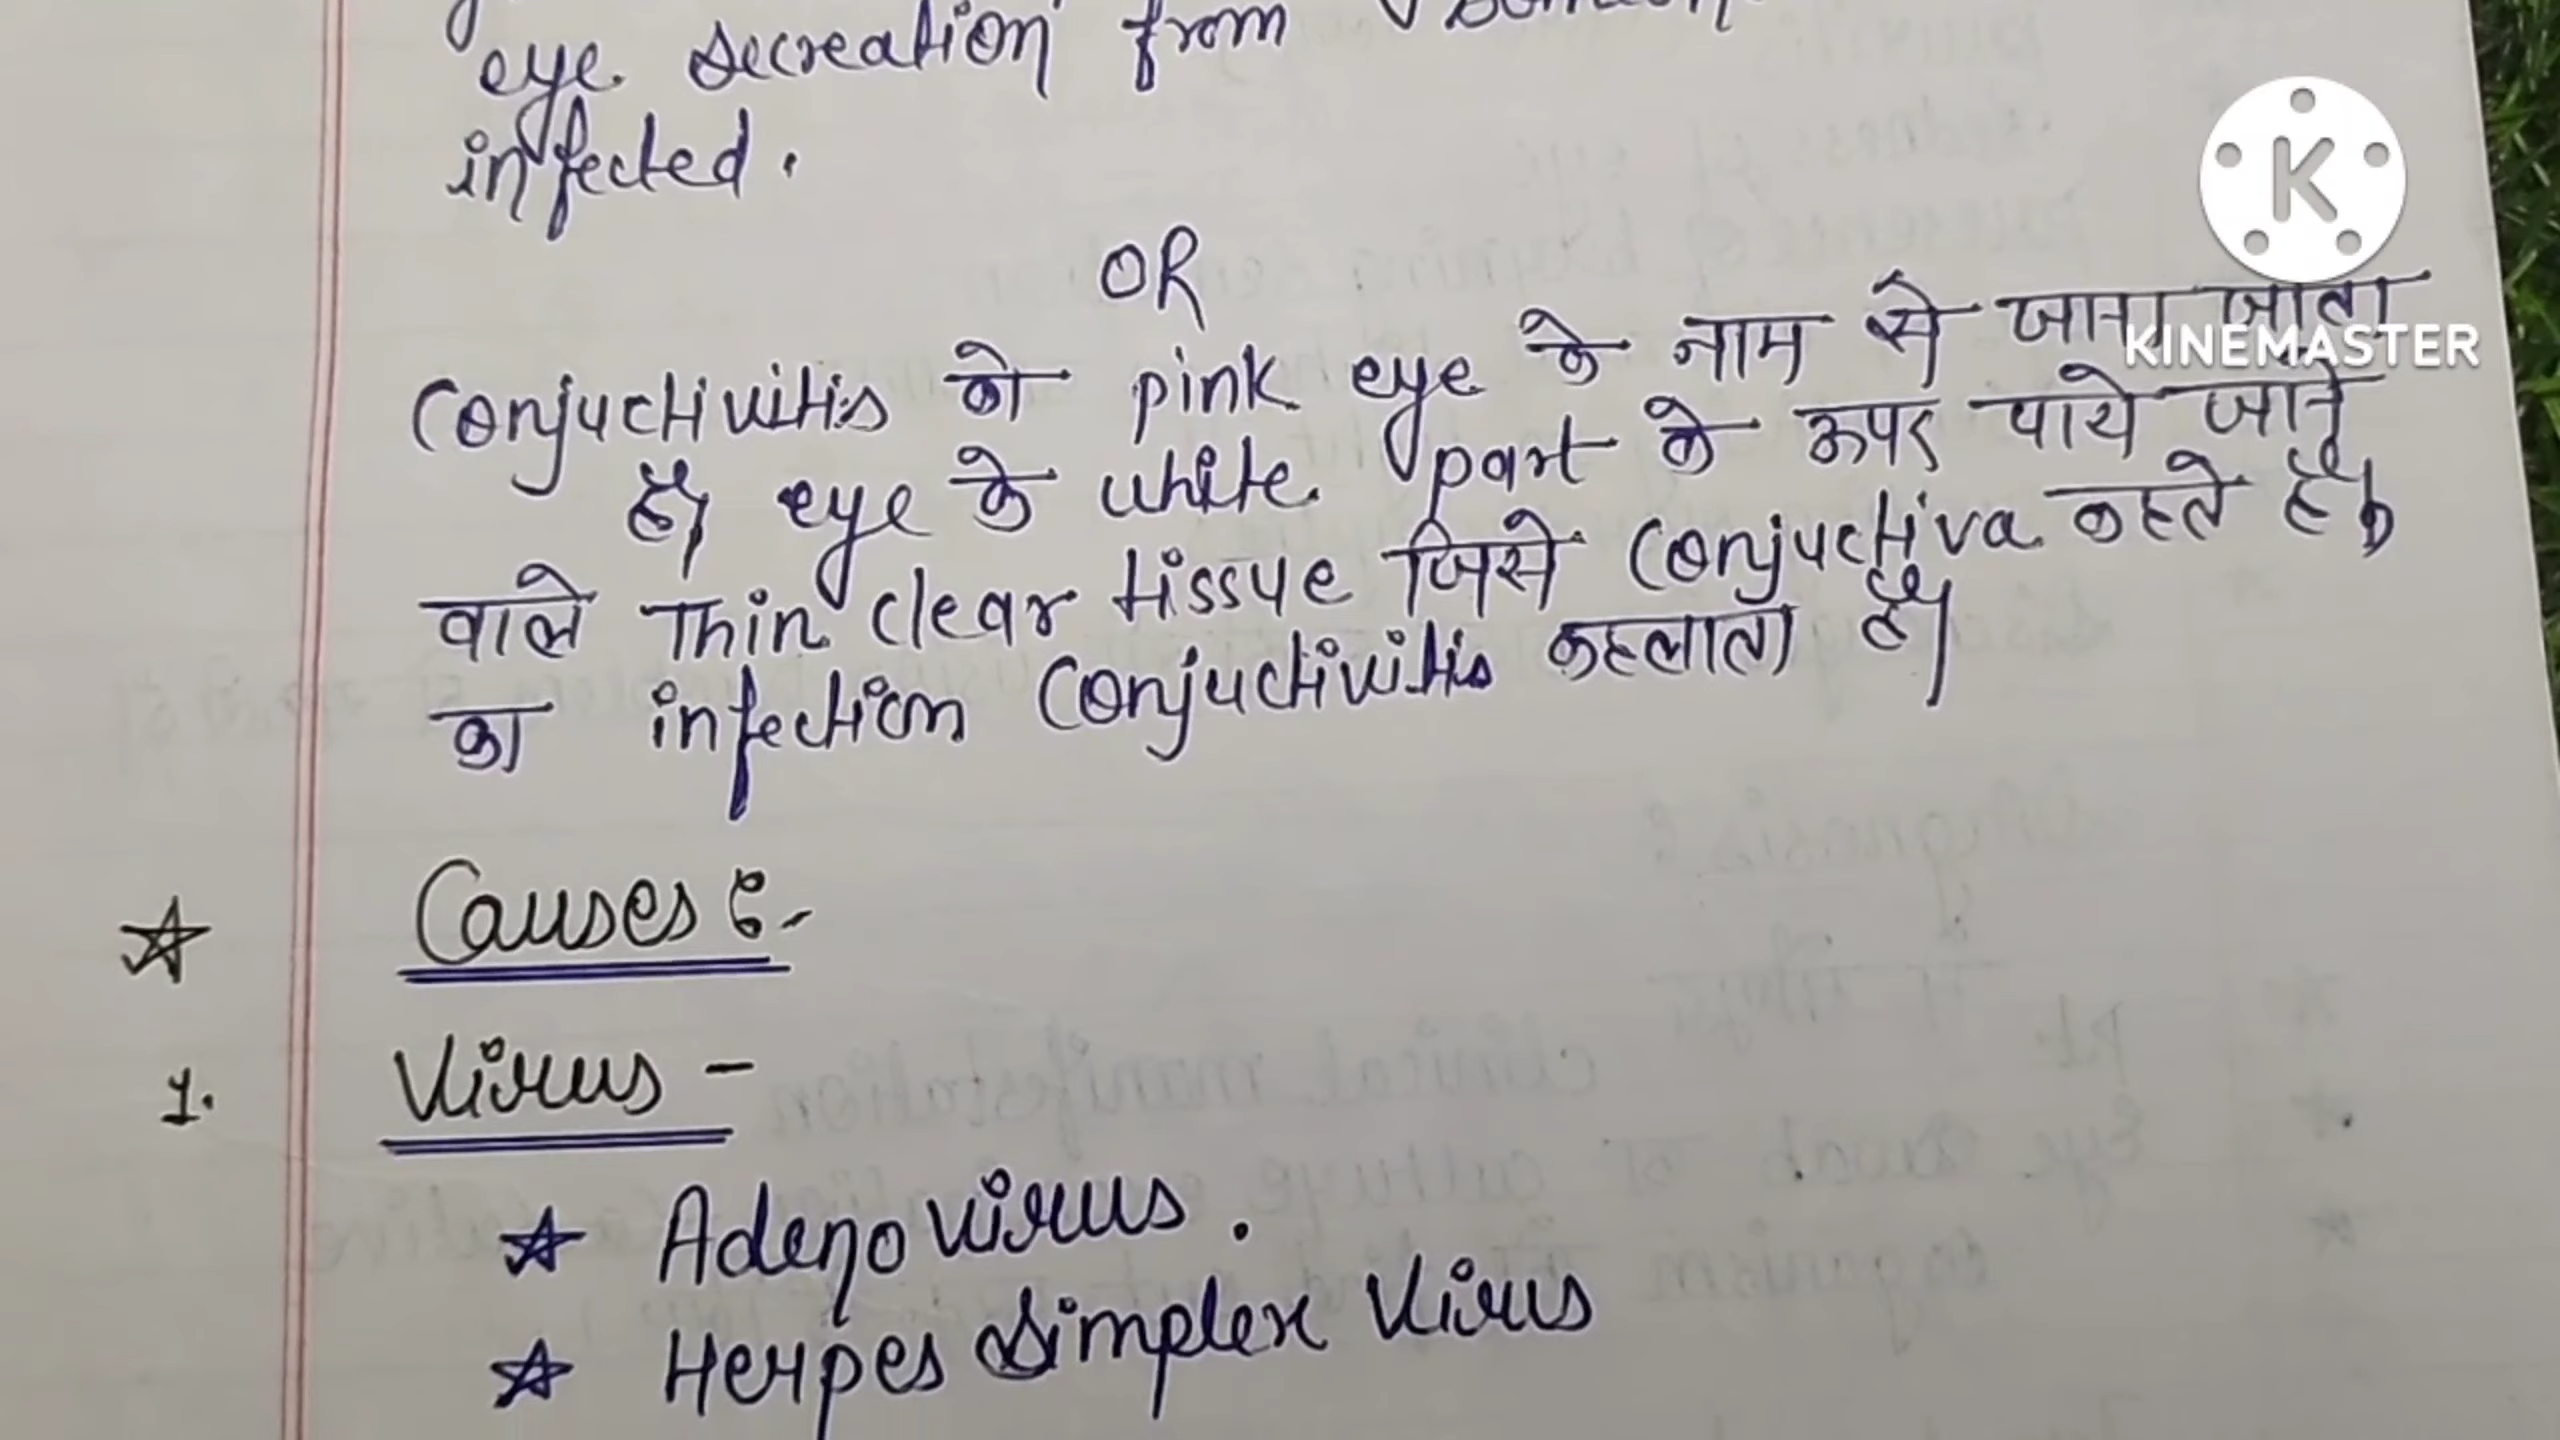 eye secreation from
infected.
OR
Conjuctivitis को pink eye के नाम से जाना जाता
है। eye के white part के ऊपर पाये जाने
वाले Thin clear tissue जिसे Conjuctiva कहते है।
का infection Conjuctivitis कहलाता है।
Causes :-
1. Virus -
Adenovirus.
Herpes Simplex Virus
K
KINEMASTER